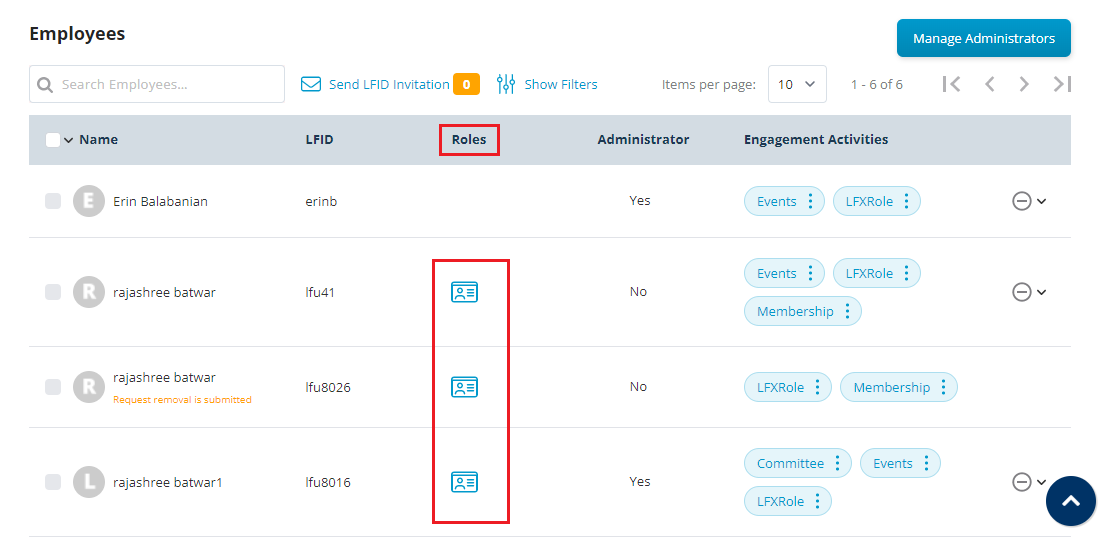 Employees
Manage Administrators
Search Employees...
Send LFID Invitation 0
Show Filters
Items per page: 10
1 - 6 of 6
Name LFID Roles Administrator Engagement Activities
E Erin Balabanian erinb Yes Events LFXRole
R rajashree batwar lfu41 No Events LFXRole
Membership
R rajashree batwar lfu8026 No LFXRole Membership
Request removal is submitted
L rajashree batwar1 lfu8016 Yes Committee Events
LFXRole